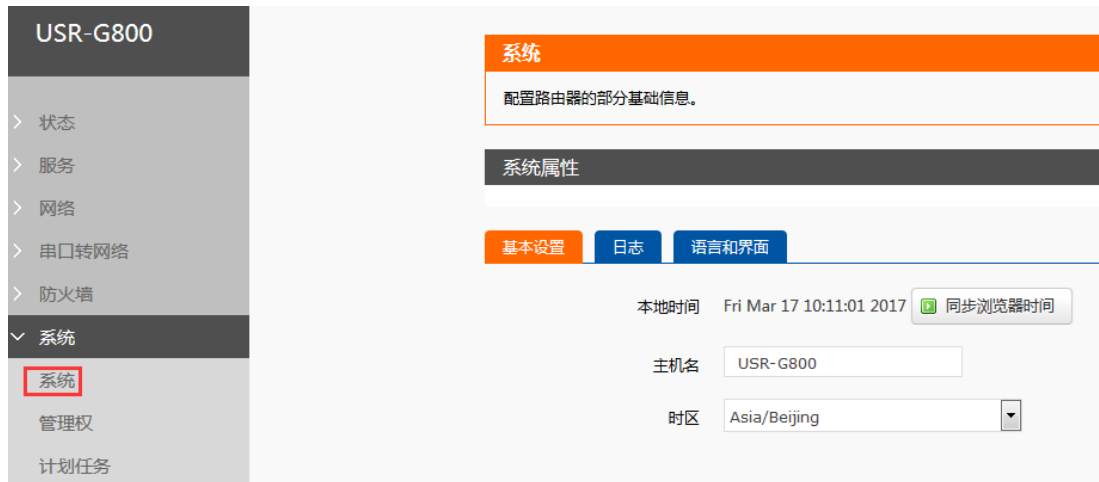 USR-G800
状态
服务
网络
串口转网络
防火墙
系统
系统
管理权
计划任务
系统
配置路由器的部分基础信息。
系统属性
基本设置 日志 语言和界面
本地时间 Fri Mar 17 10:11:01 2017 同步浏览器时间
主机名 USR-G800
时区 Asia/Beijing